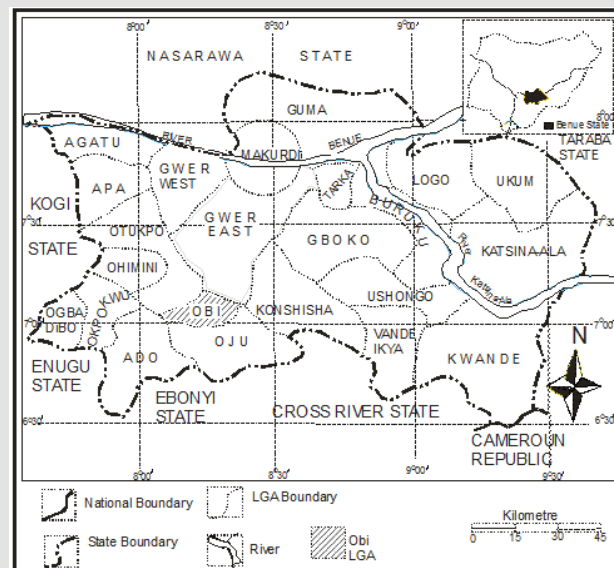 8°00' 8°30' 9°00'
NASARAWA STATE
GUMA
8°00'
Benue State
TARABA
STATE
AGATU
RIVER
BENJE
MAKURDI
GWER
WEST
APA
TARKA
LOGO
UKUM
KOGI
STATE
7°30'
7°30'
OTUKPO
GWER
EAST
BURUKU
GBOKO
River
KATSINAALA
OHIMINI
Katsina Ala
USHONGO
OGBA
DIBO
OKPOKWU
OBI
KONSHISHA
7°00'
7°00'
ADO
OJU
VANDE
IKYA
KWANDE
N
ENUGU
STATE
EBONYI
STATE
CROSS RIVER STATE
6°30'
6°30'
CAMEROUN
REPUBLIC
8°00' 8°30' 9°00' 9°30'
National Boundary
LGA Boundary
State Boundary
River
Obi
LGA
Kilometre
0 15 30 45